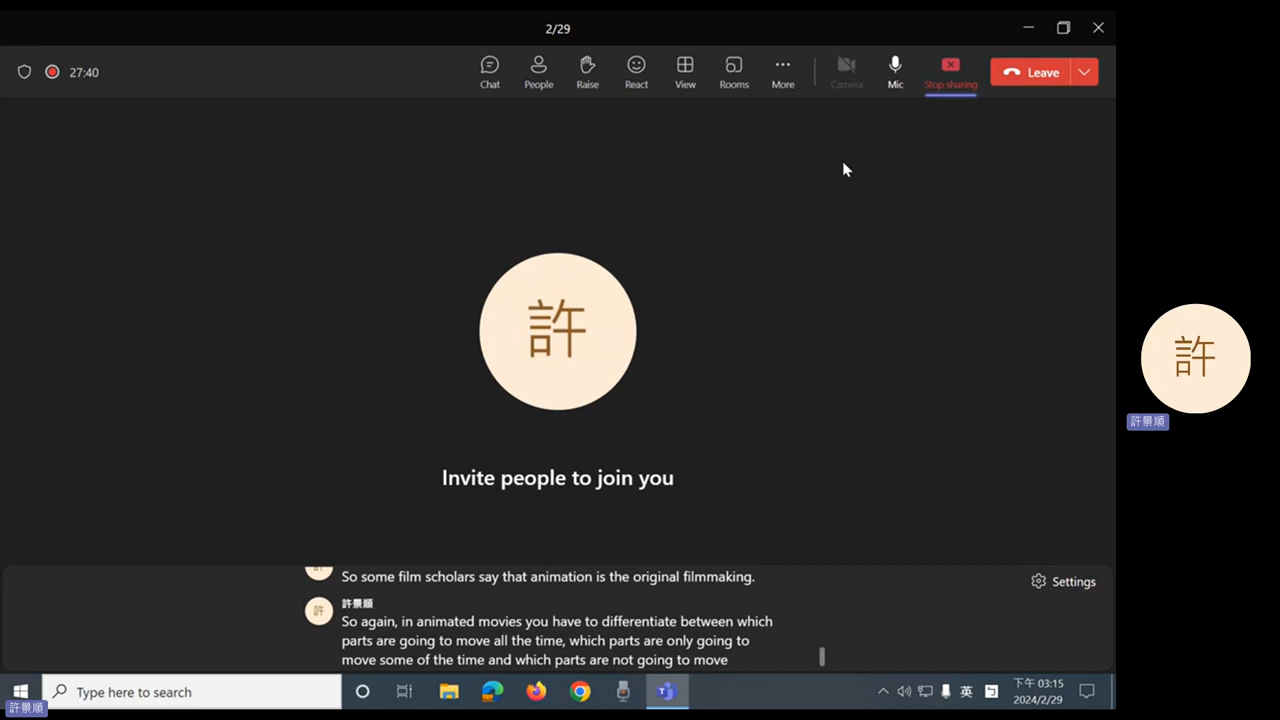 2/29
27:40
Chat
People
Raise
React
View
Rooms
More
Camera
Mic
Stop sharing
Leave
許
許
許景順
Invite people to join you
So some film scholars say that animation is the original filmmaking.
Settings
許景順
許
So again, in animated movies you have to differentiate between which
parts are going to move all the time, which parts are only going to
move some of the time and which parts are not going to move
Type here to search
英
下午 03:15
2024/2/29
許景順